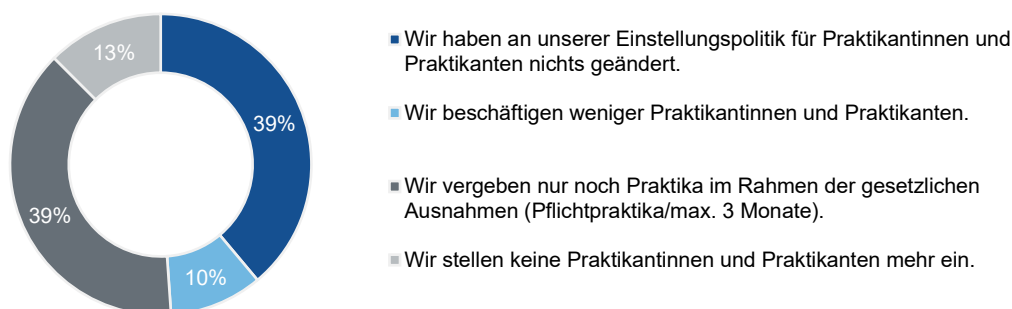 13%
39%
39%
10%
Wir haben an unserer Einstellungspolitik für Praktikantinnen und
Praktikanten nichts geändert.
Wir beschäftigen weniger Praktikantinnen und Praktikanten.
Wir vergeben nur noch Praktika im Rahmen der gesetzlichen
Ausnahmen (Pflichtpraktika/max. 3 Monate).
Wir stellen keine Praktikantinnen und Praktikanten mehr ein.